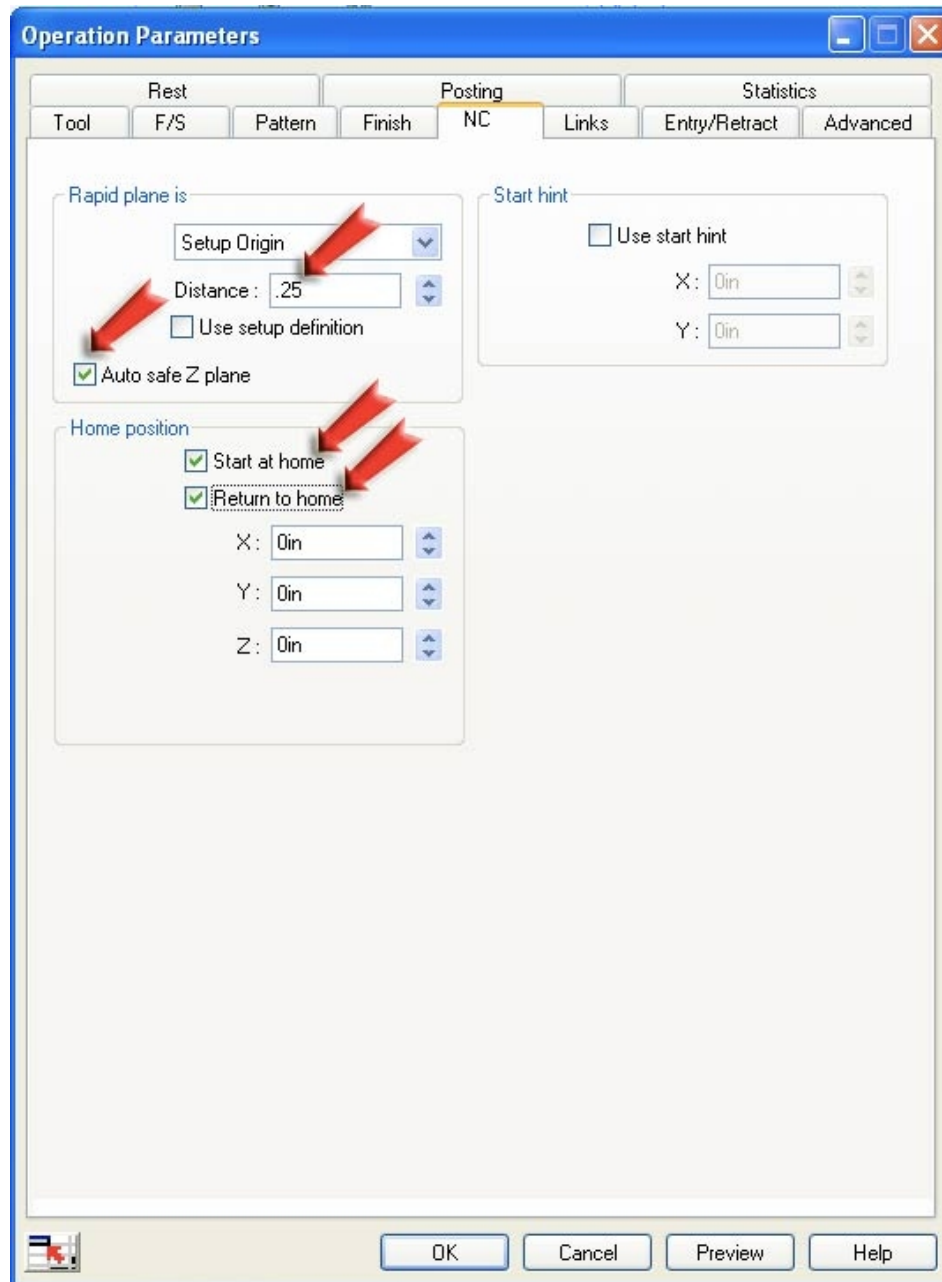 Operation Parameters
Rest Posting Statistics
Tool F/S Pattern Finish NC Links Entry/Retract Advanced
Rapid plane is
Setup Origin
Distance : .25
Use setup definition
Auto safe Z plane
Start hint
Use start hint
X : 0in
Y : 0in
Home position
Start at home
Return to home
X : 0in
Y : 0in
Z : 0in
OK Cancel Preview Help